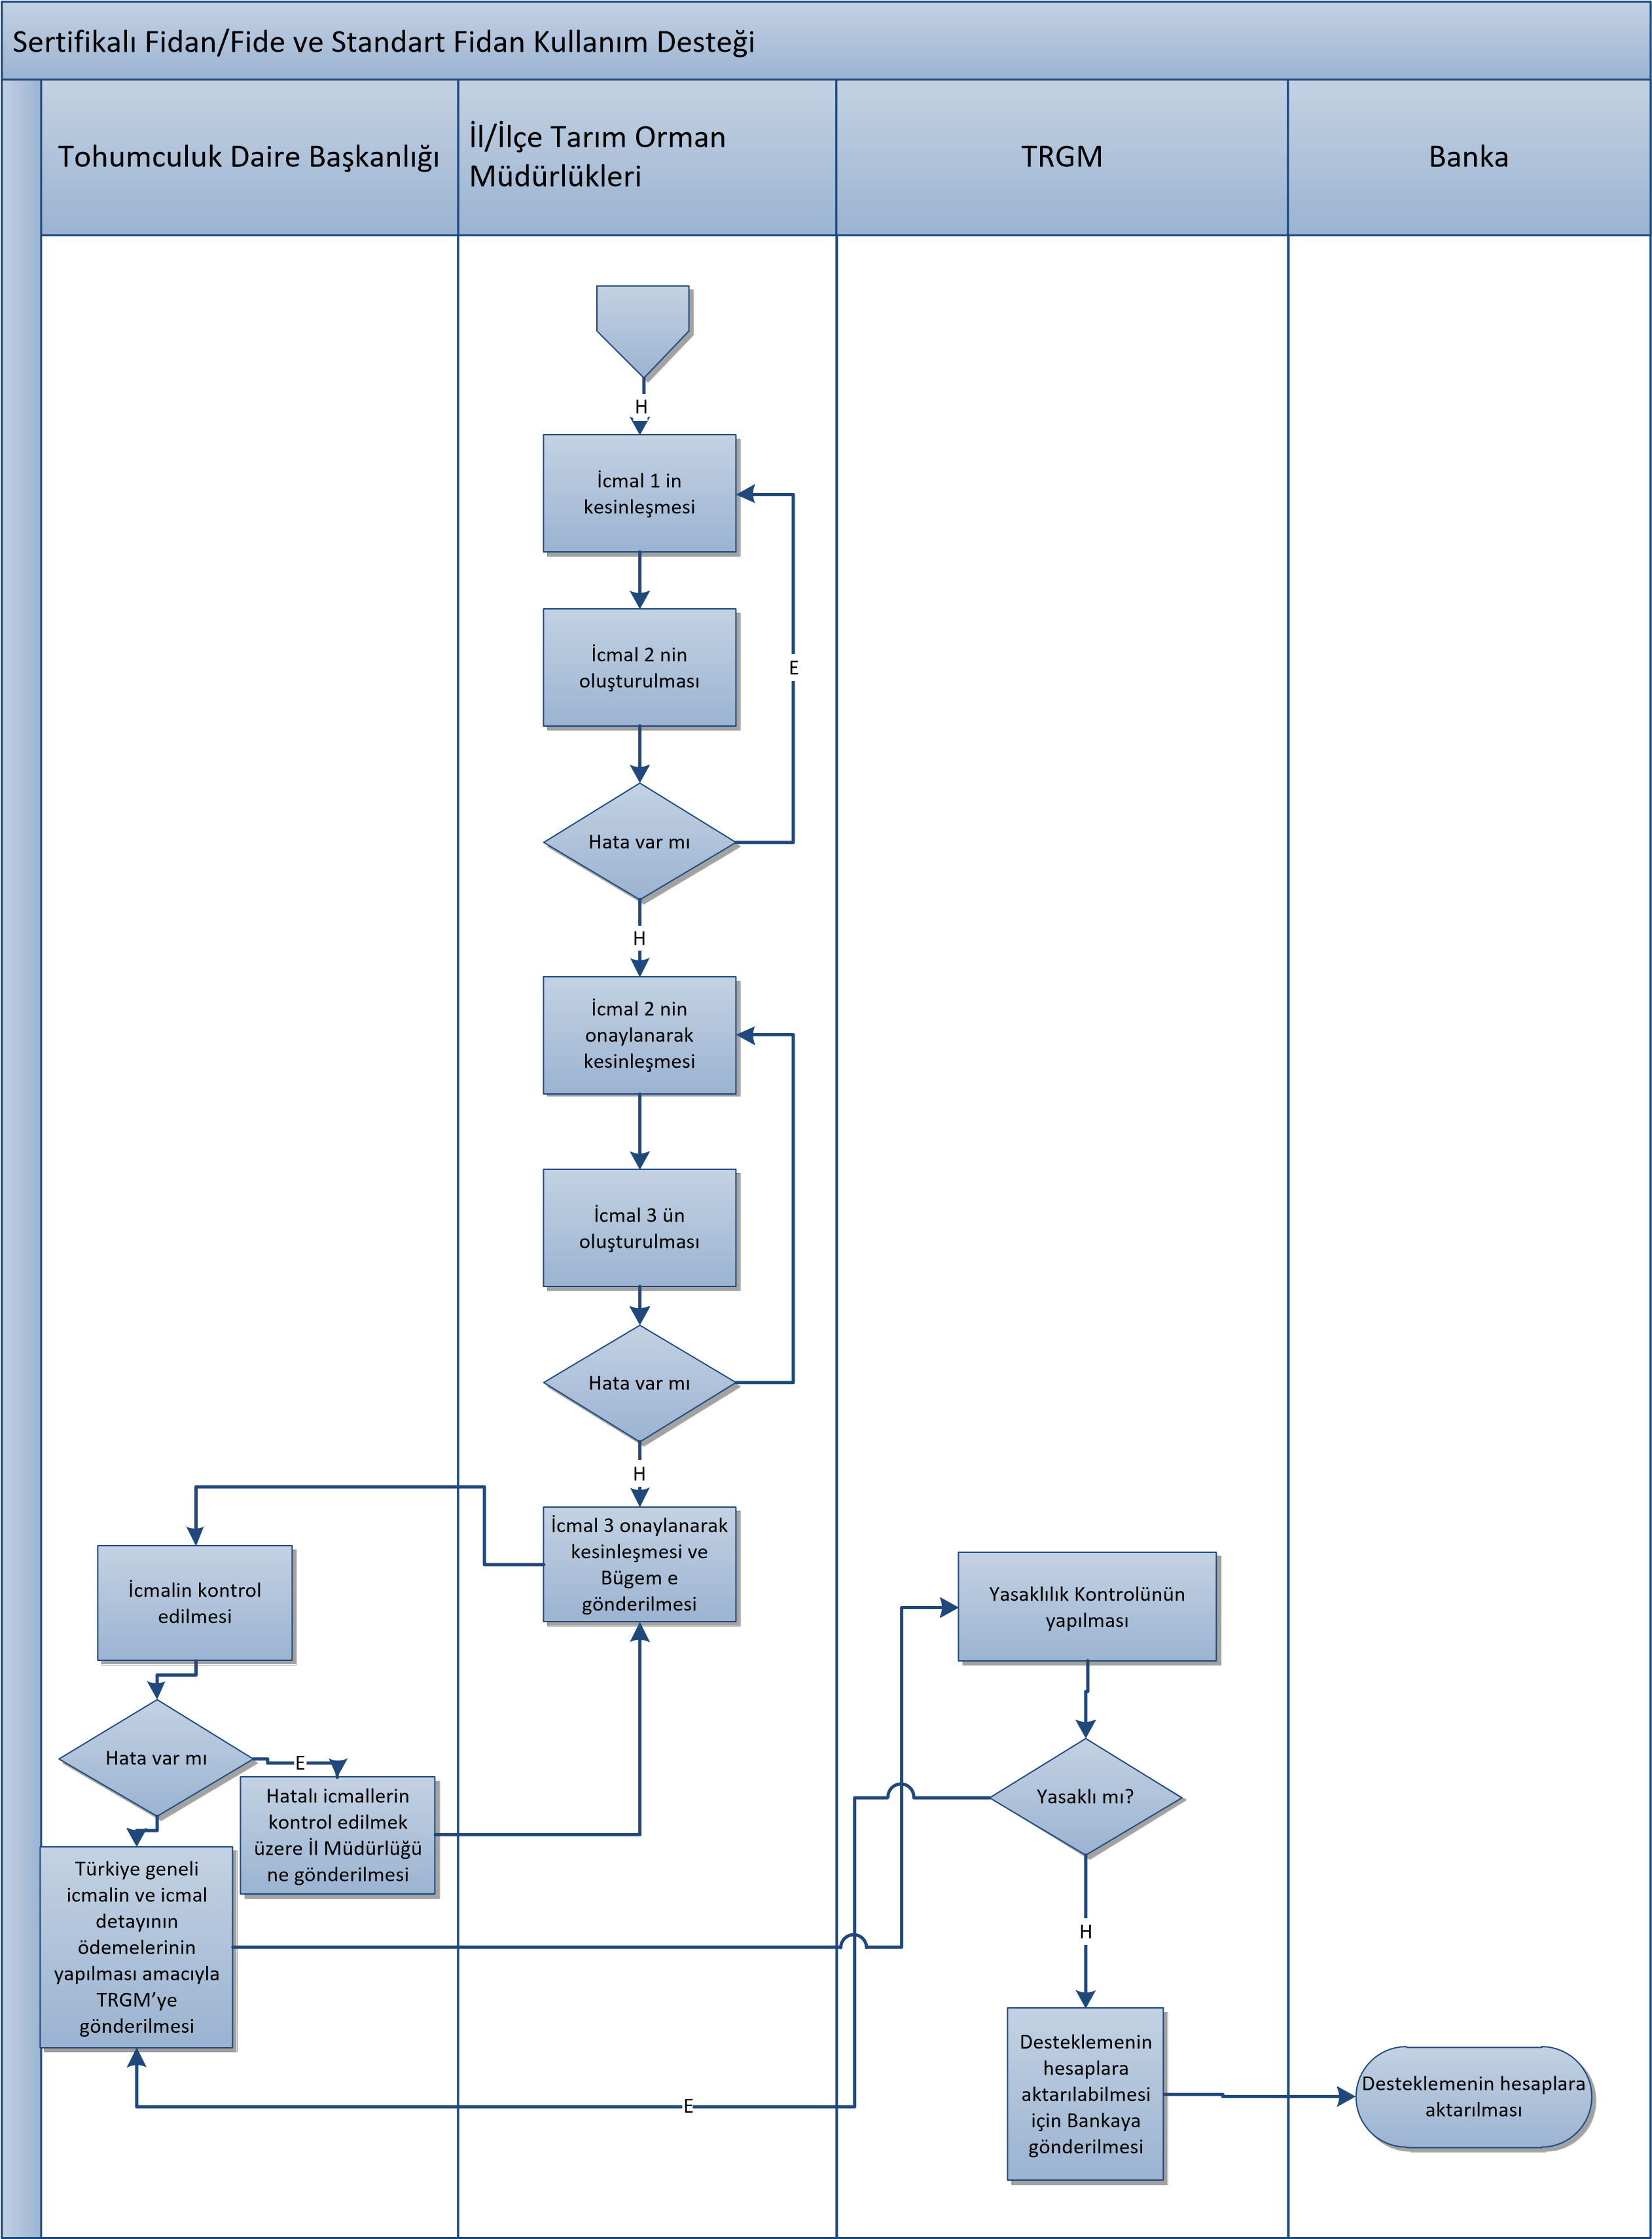 Sertifikalı Fidan/Fide ve Standart Fidan Kullanım Desteği
Tohumculuk Daire Başkanlığı
İl/İlçe Tarım Orman
Müdürlükleri
TRGM
Banka
H
İcmal 1 in
kesinleşmesi
İcmal 2 nin
oluşturulması
E
Hata var mı
H
İcmal 2 nin
onaylanarak
kesinleşmesi
İcmal 3 ün
oluşturulması
Hata var mı
H
İcmal 3 onaylanarak
kesinleşmesi ve
Bügem e
gönderilmesi
İcmalin kontrol
edilmesi
Hata var mı
E
Hatalı icmallerin
kontrol edilmek
üzere İl Müdürlüğü
ne gönderilmesi
Türkiye geneli
icmalin ve icmal
detayının
ödemelerinin
yapılması amacıyla
TRGM’ye
gönderilmesi
Yasaklılık Kontrolünün
yapılması
Yasaklı mı?
H
E
Desteklemenin
hesaplara
aktarılabilmesi
için Bankaya
gönderilmesi
Desteklemenin hesaplara
aktarılması